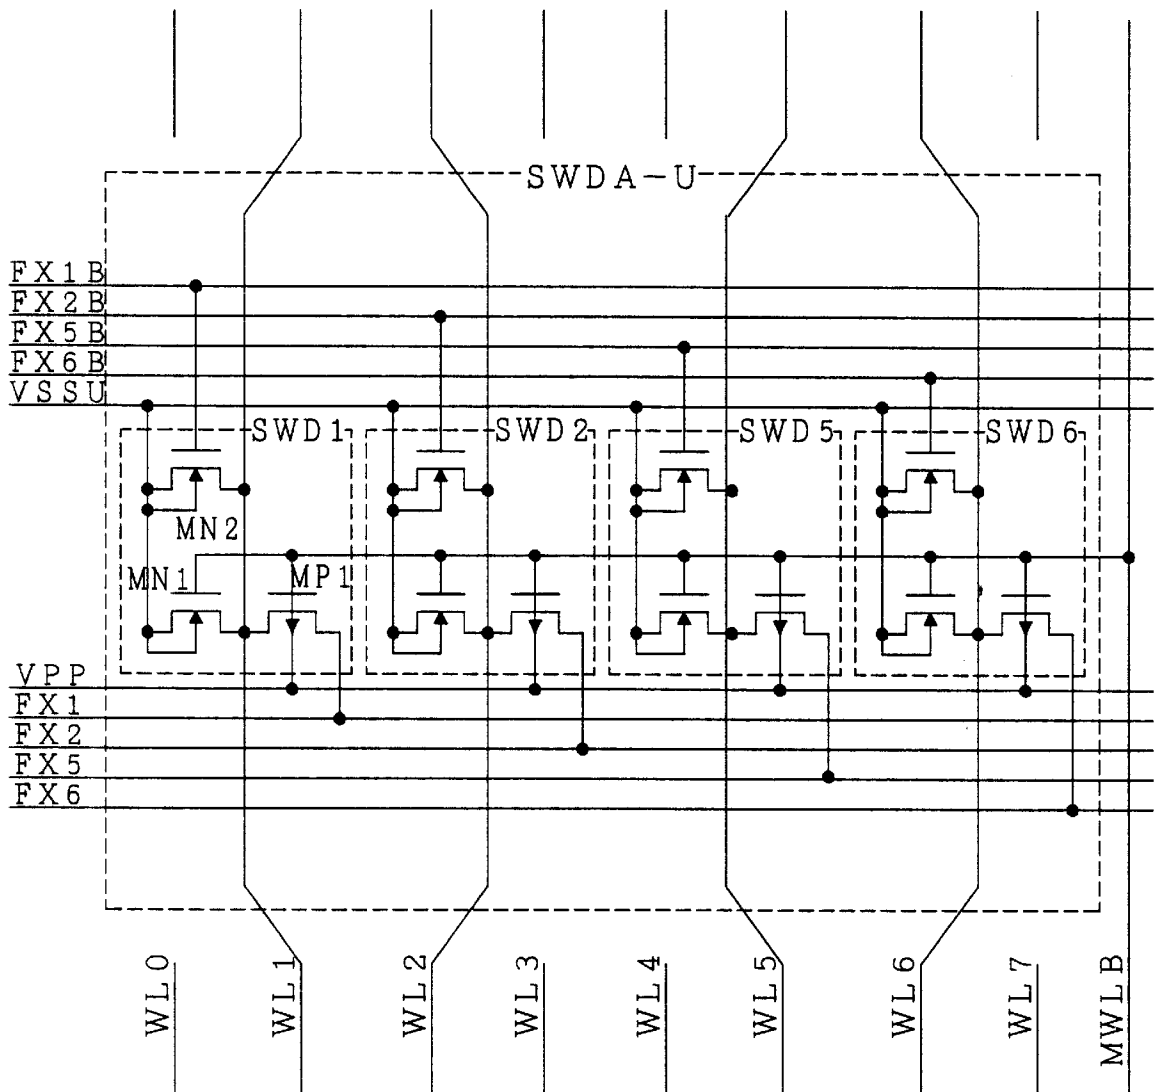 SWDA-U
FX1B
FX2B
FX5B
FX6B
VSSU
SWD1 SWD2 SWD5 SWD6
MN2
MN1 MP1
VPP
FX1
FX2
FX5
FX6
WL0 WL1 WL2 WL3 WL4 WL5 WL6 WL7 MWLB